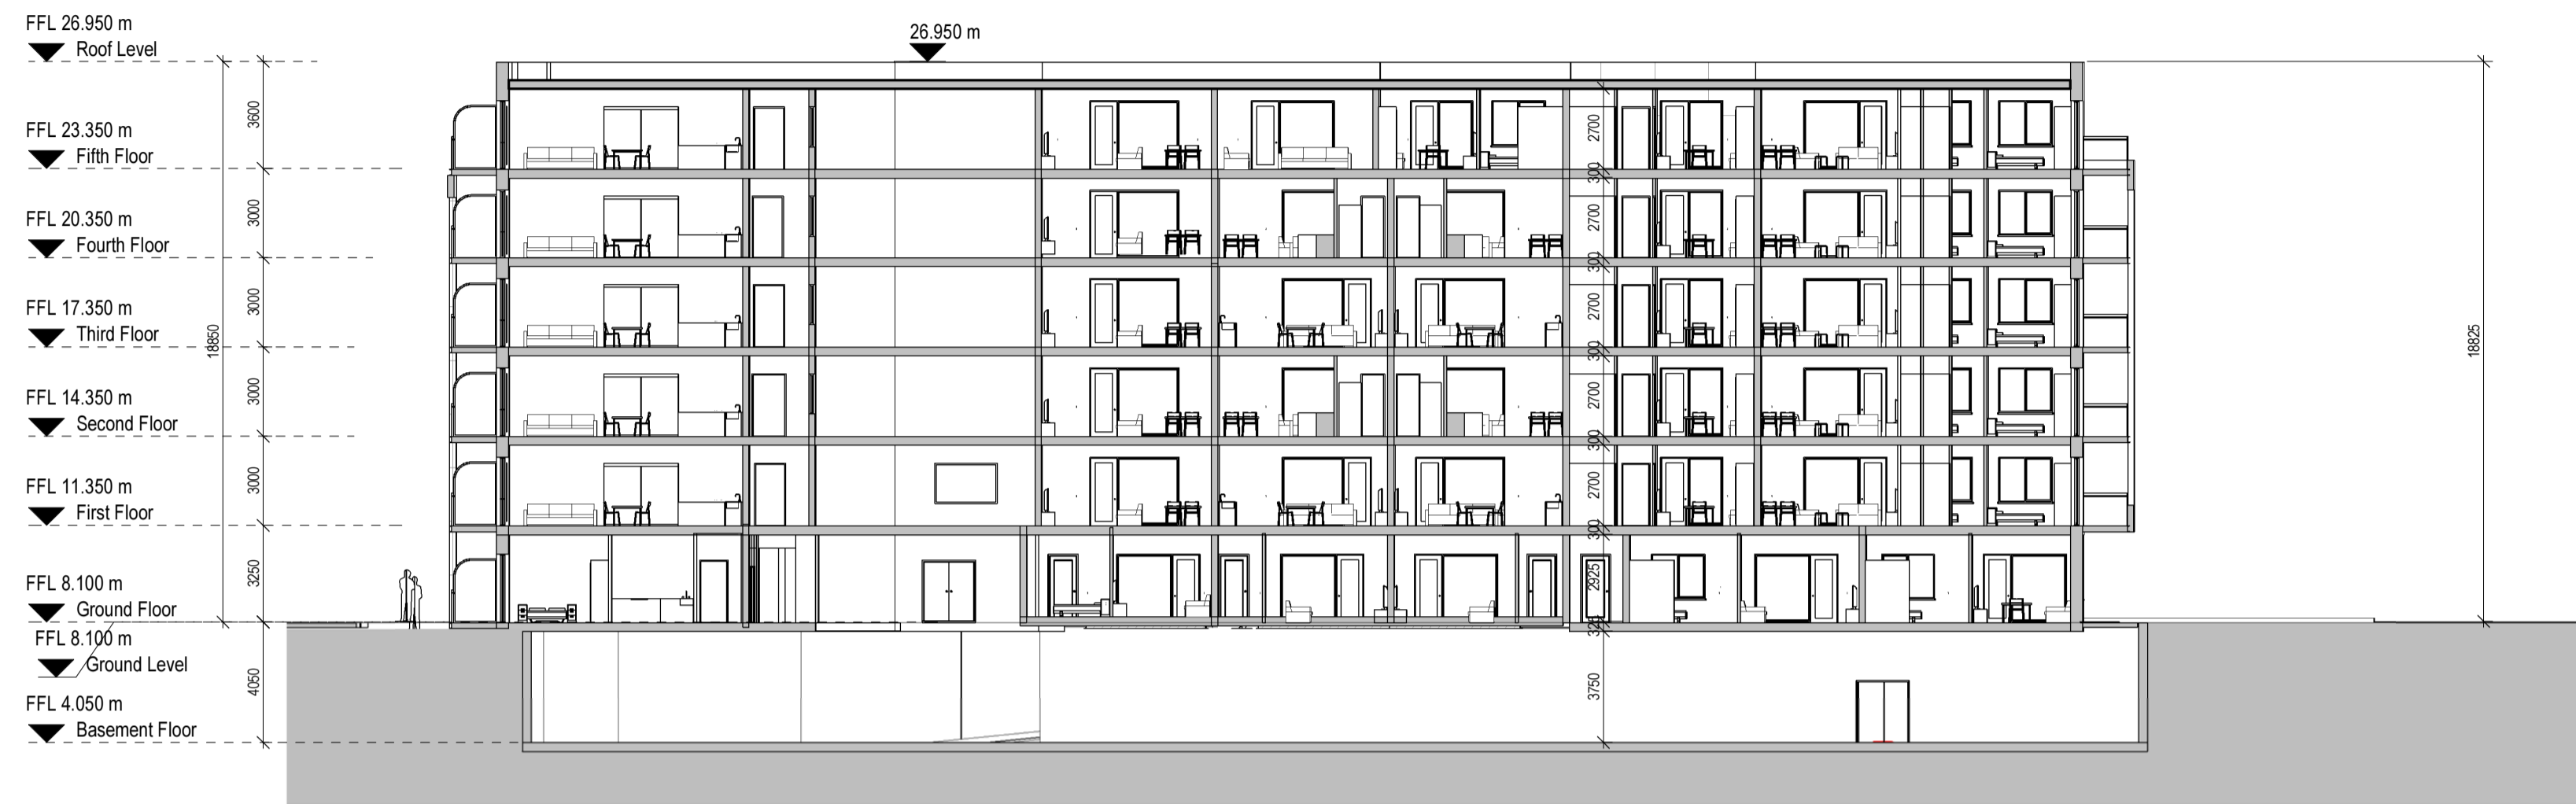 FFL 26.950 m
Roof Level
26.950 m
3600
FFL 23.350 m
Fifth Floor
2700
300
FFL 20.350 m
Fourth Floor
3000
2700
300
FFL 17.350 m
Third Floor
3000
2700
18850
18825
300
FFL 14.350 m
Second Floor
3000
2700
300
FFL 11.350 m
First Floor
3000
2700
300
FFL 8.100 m
Ground Floor
3250
2925
FFL 8.100 m
Ground Level
4050
3750
FFL 4.050 m
Basement Floor